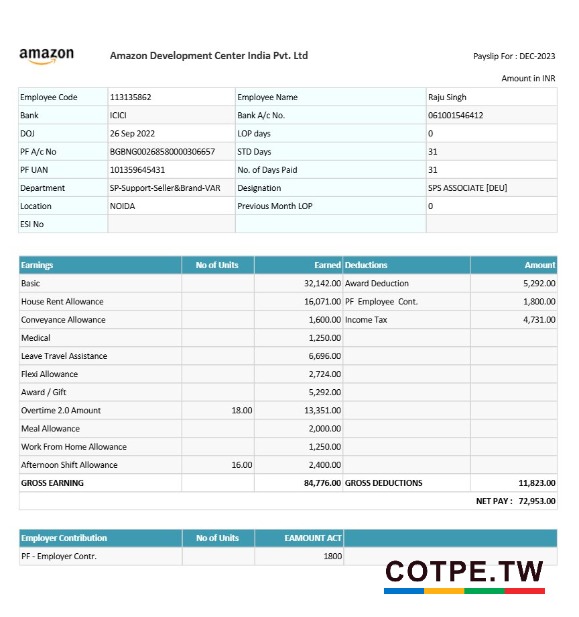 amazon
Amazon Development Center India Pvt. Ltd
Payslip For : DEC-2023
Amount in INR
Employee Code 113135862 Employee Name Raju Singh
Bank ICICI Bank A/c No. 061001546412
DOJ 26 Sep 2022 LOP days 0
PF A/c No BGBNG00268580000306657 STD Days 31
PF UAN 101359645431 No. of Days Paid 31
Department SP-Support-Seller&Brand-VAR Designation SPS ASSOCIATE [DEU]
Location NOIDA Previous Month LOP 0
ESI No
Earnings No of Units Earned Deductions Amount
Basic 32,142.00 Award Deduction 5,292.00
House Rent Allowance 16,071.00 PF Employee Cont. 1,800.00
Conveyance Allowance 1,600.00 Income Tax 4,731.00
Medical 1,250.00
Leave Travel Assistance 6,696.00
Flexi Allowance 2,724.00
Award / Gift 5,292.00
Overtime 2.0 Amount 18.00 13,351.00
Meal Allowance 2,000.00
Work From Home Allowance 1,250.00
Afternoon Shift Allowance 16.00 2,400.00
GROSS EARNING 84,776.00 GROSS DEDUCTIONS 11,823.00
NET PAY : 72,953.00
Employer Contribution No of Units EAMOUNT ACT
PF - Employer Contr. 1800
COTPE.TW